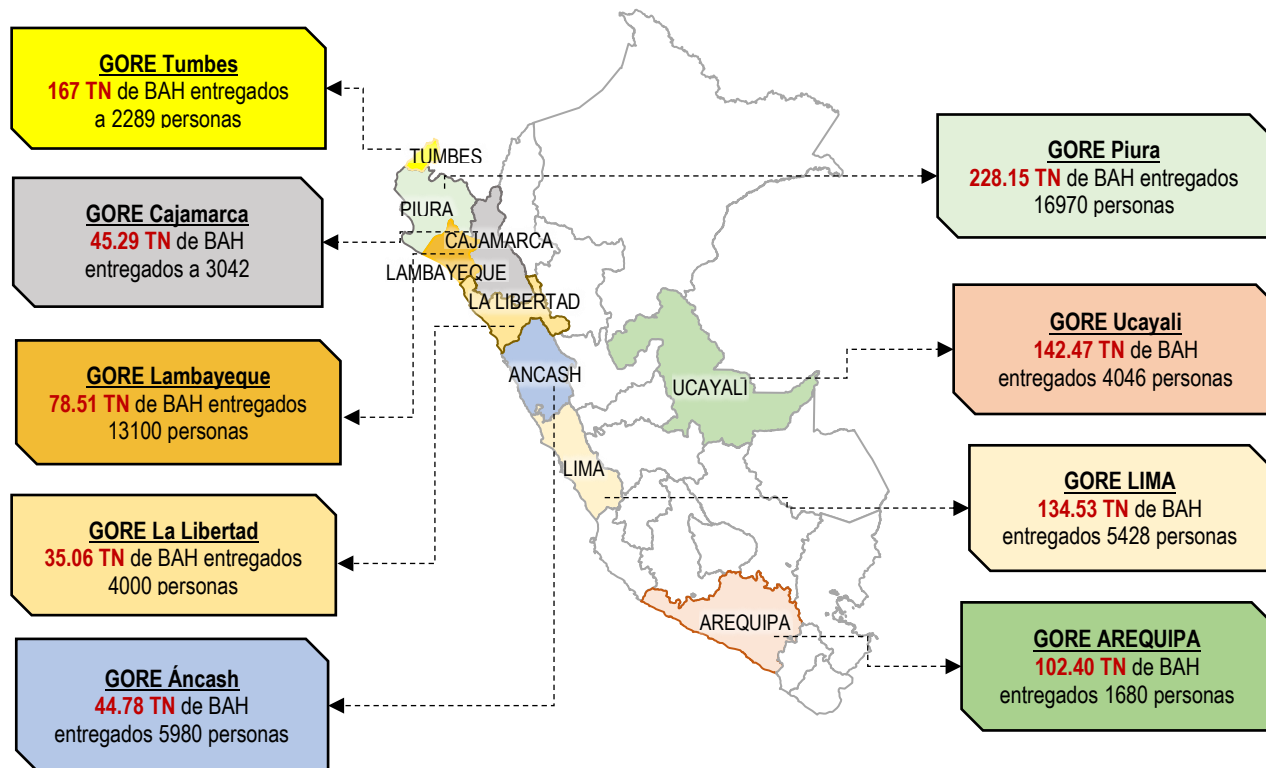 GORE Tumbes
167 TN de BAH entregados
a 2289 personas
GORE Cajamarca
45.29 TN de BAH
entregados a 3042
GORE Lambayeque
78.51 TN de BAH entregados
13100 personas
GORE La Libertad
35.06 TN de BAH entregados
4000 personas
GORE Áncash
44.78 TN de BAH
entregados 5980 personas
TUMBES
PIURA
CAJAMARCA
LAMBAYEQUE
LA LIBERTAD
ANCASH
UCAYALI
LIMA
AREQUIPA
GORE Piura
228.15 TN de BAH entregados
16970 personas
GORE Ucayali
142.47 TN de BAH
entregados 4046 personas
GORE LIMA
134.53 TN de BAH
entregados 5428 personas
GORE AREQUIPA
102.40 TN de BAH
entregados 1680 personas